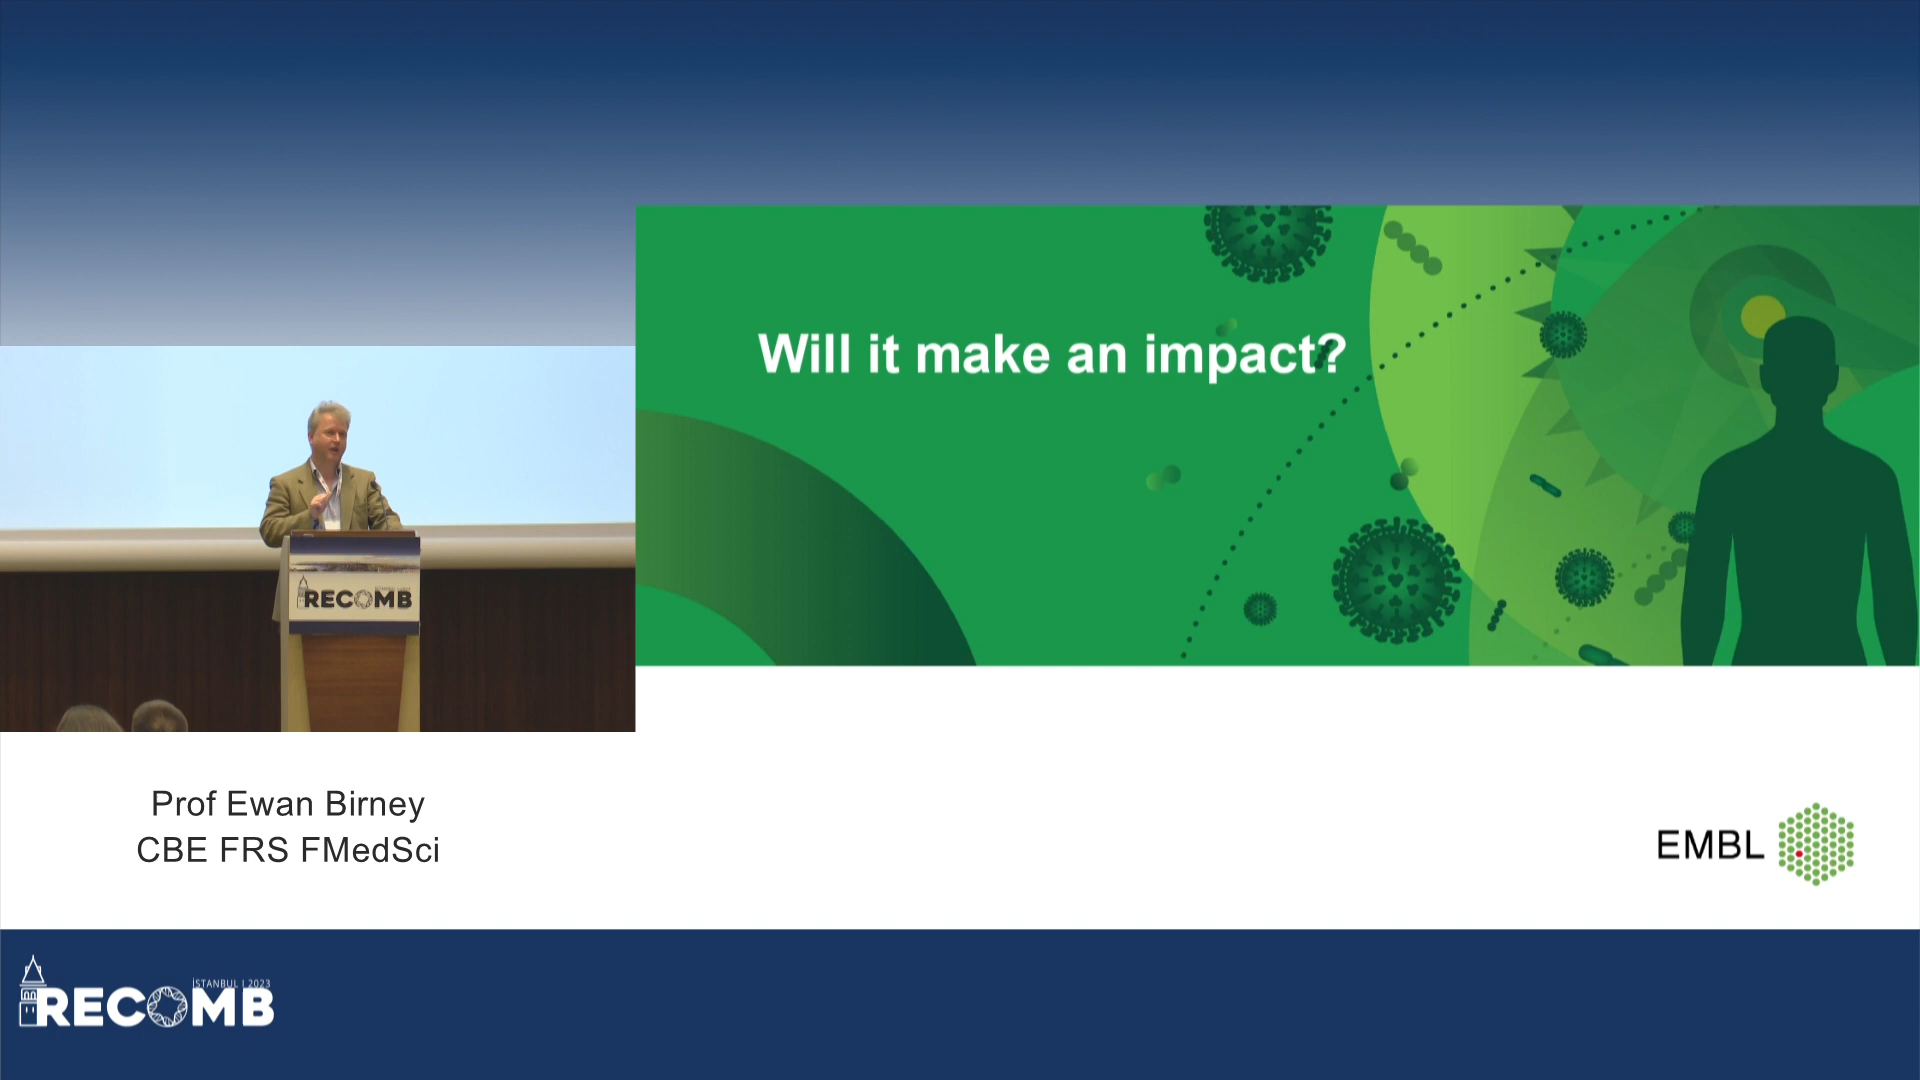 Will it make an impact?
RECOMB
Prof Ewan Birney
CBE FRS FMedSci
EMBL
İSTANBUL | 2023
RECOMB